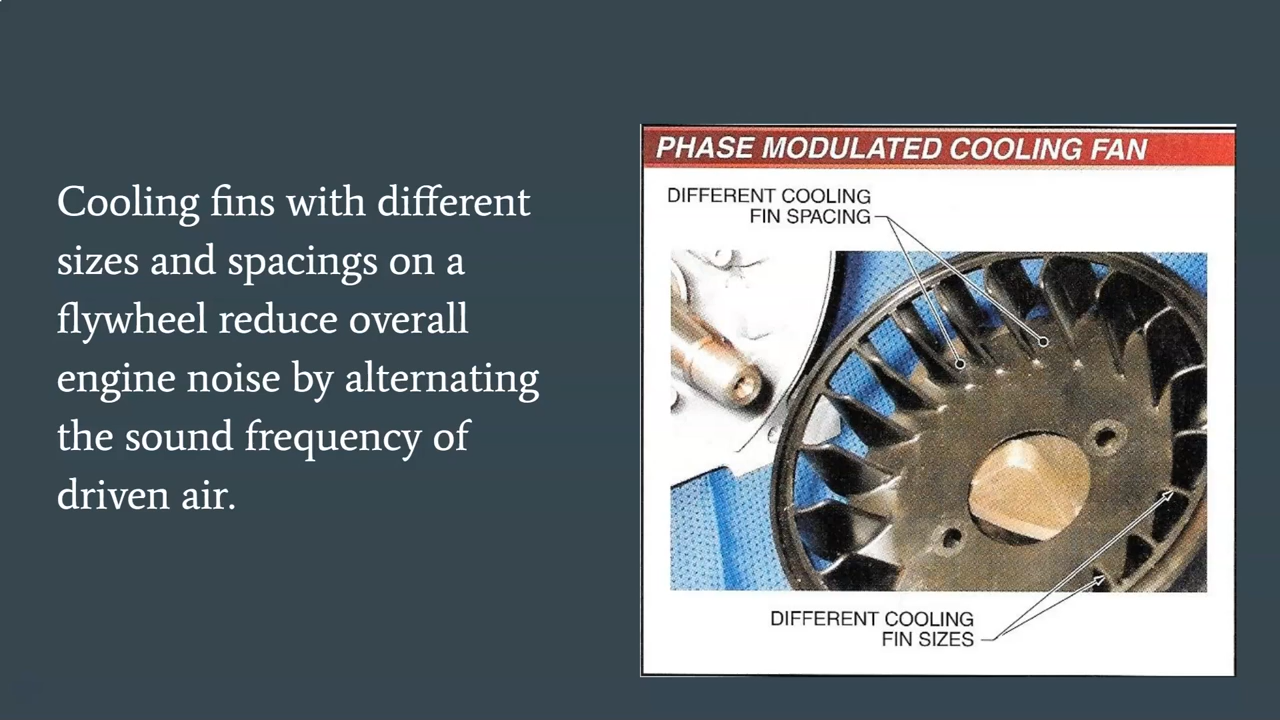 Cooling fins with different
sizes and spacings on a
flywheel reduce overall
engine noise by alternating
the sound frequency of
driven air.
PHASE MODULATED COOLING FAN
DIFFERENT COOLING
FIN SPACING
DIFFERENT COOLING
FIN SIZES